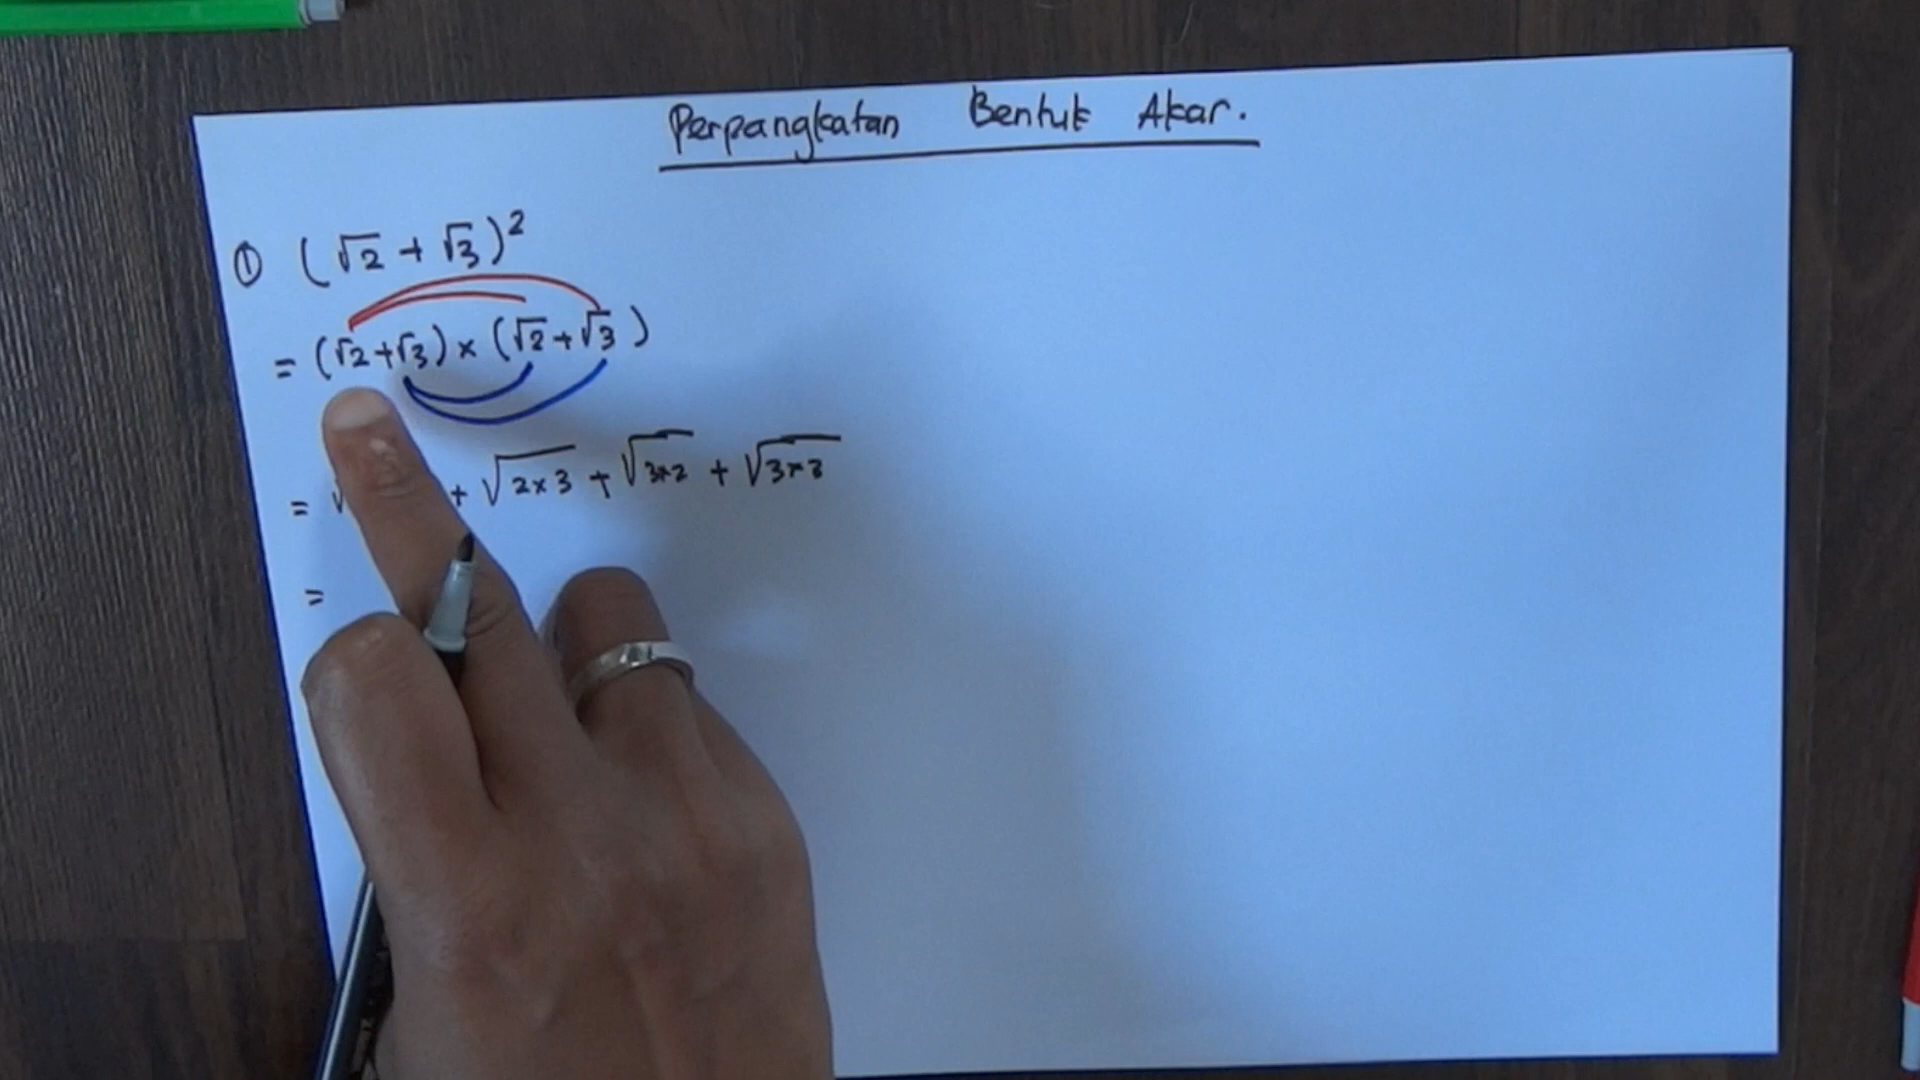 Perpangkatan Bentuk Akar.
① (√2 + √3)²
= (√2+√3) × (√2+√3)
= √ + √2×3 + √3×2 + √3×3
=